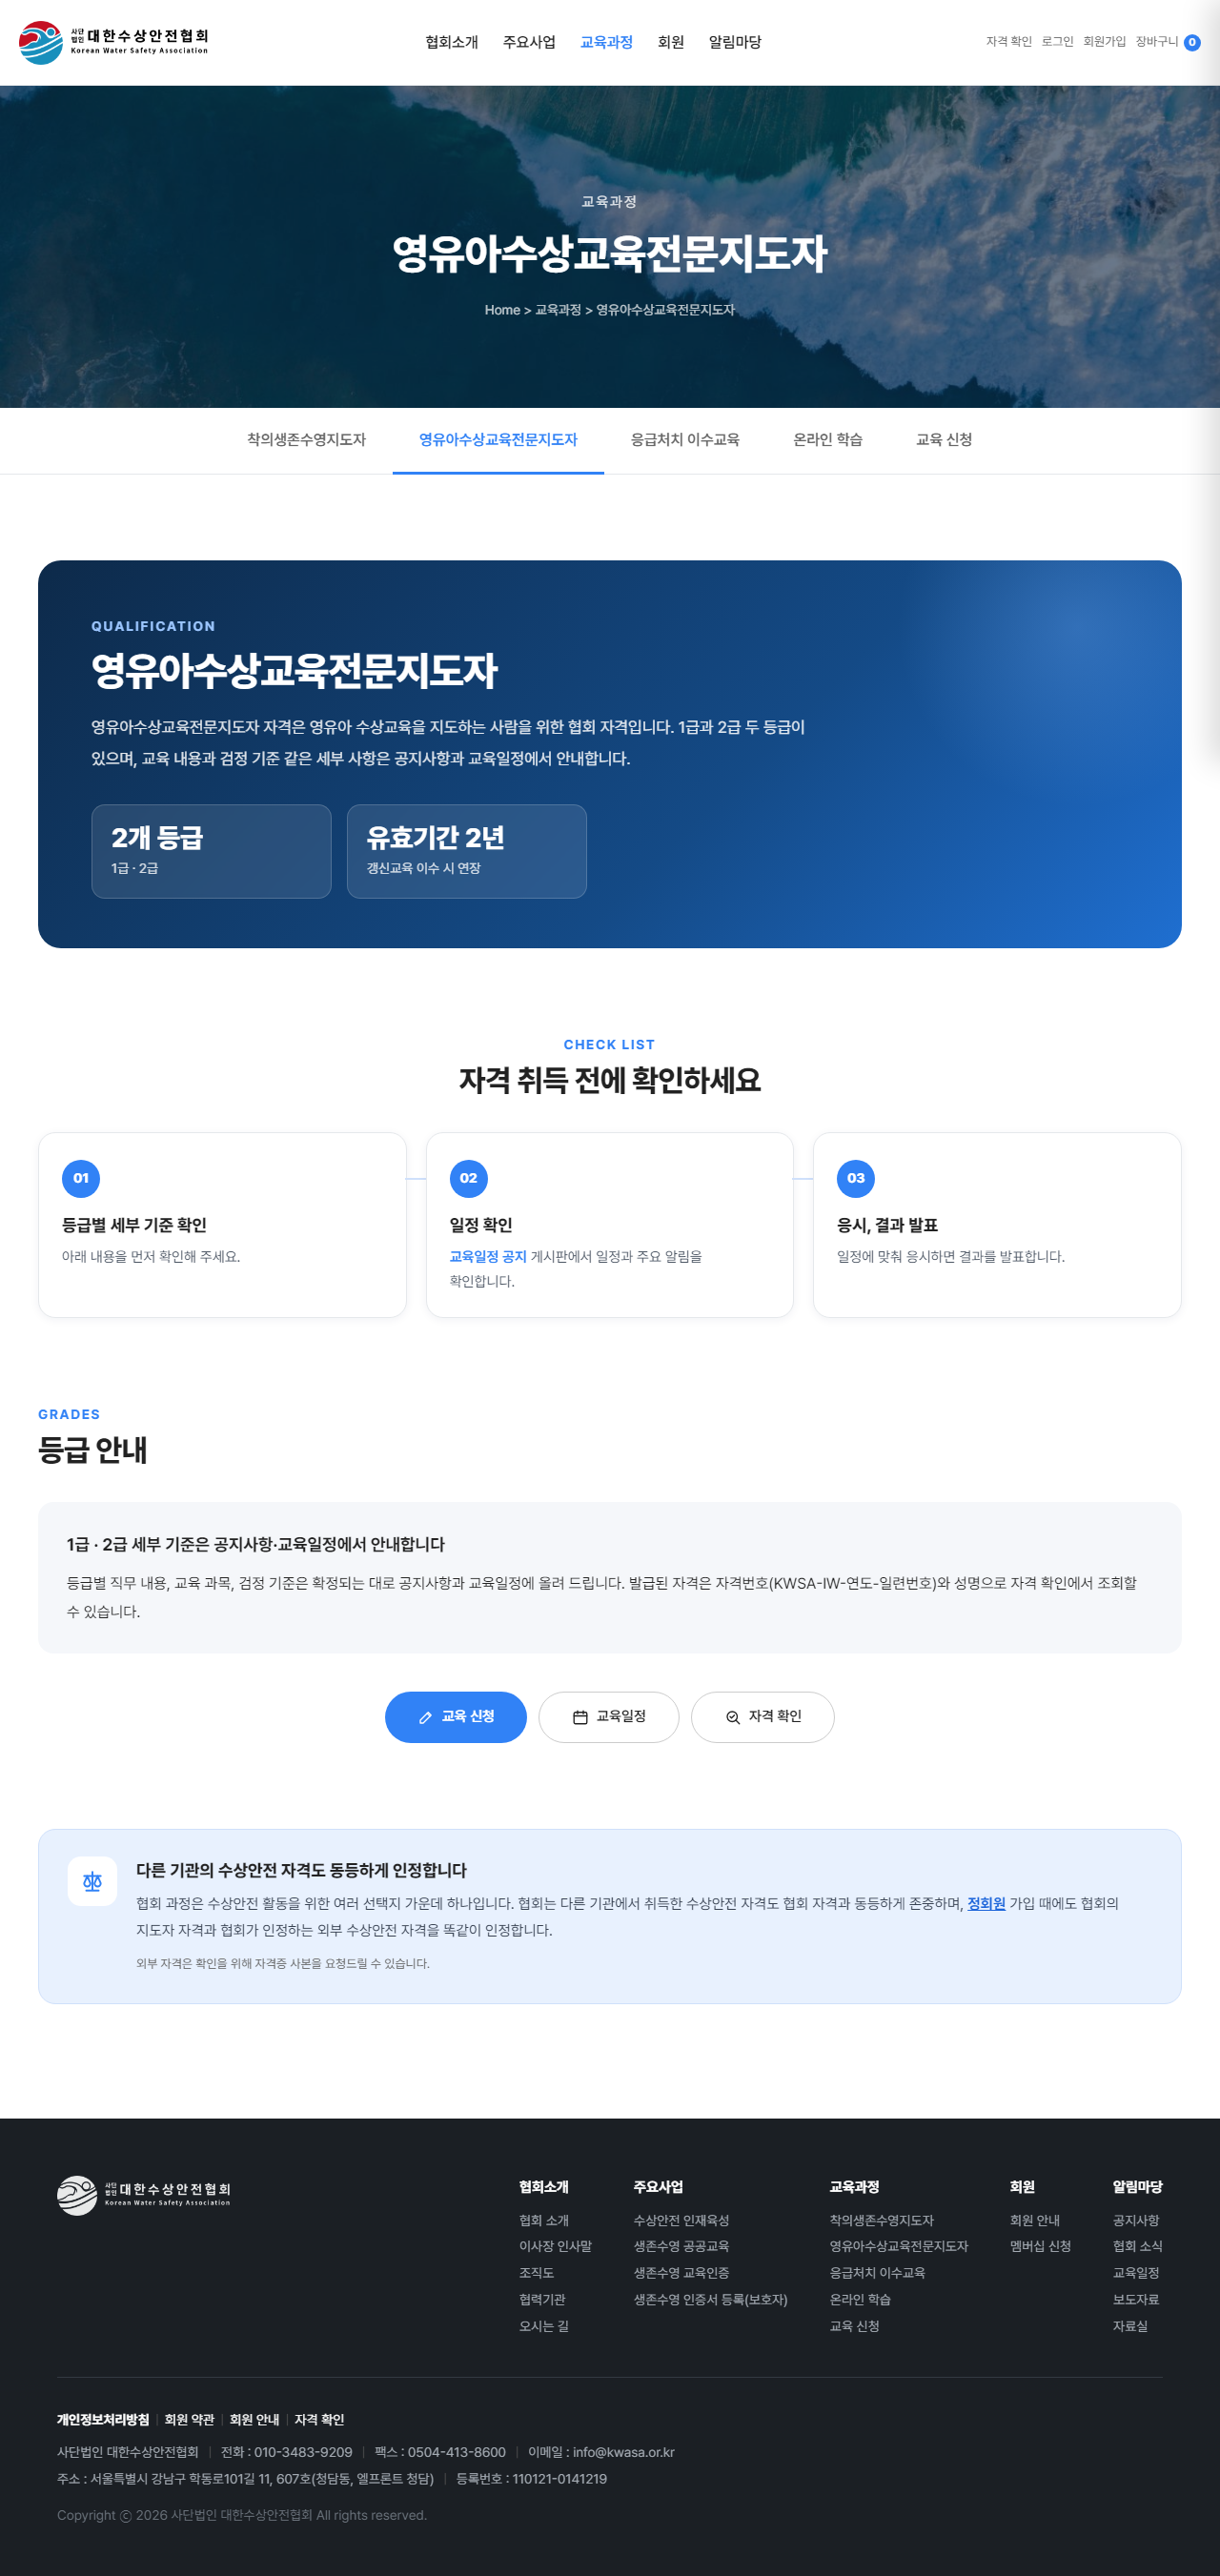 사단법인 대한수상안전협회
Korean Water Safety Association
협회소개 주요사업 교육과정 회원 알림마당
자격 확인 로그인 회원가입 장바구니 0
교육과정
영유아수상교육전문지도자
Home > 교육과정 > 영유아수상교육전문지도자
착의생존수영지도자 영유아수상교육전문지도자 응급처치 이수교육 온라인 학습 교육 신청
QUALIFICATION
영유아수상교육전문지도자
영유아수상교육전문지도자 자격은 영유아 수상교육을 지도하는 사람을 위한 협회 자격입니다. 1급과 2급 두 등급이
있으며, 교육 내용과 검정 기준 같은 세부 사항은 공지사항과 교육일정에서 안내합니다.
2개 등급
1급 · 2급
유효기간 2년
갱신교육 이수 시 연장
CHECK LIST
자격 취득 전에 확인하세요
01
등급별 세부 기준 확인
아래 내용을 먼저 확인해 주세요.
02
일정 확인
교육일정 공지 게시판에서 일정과 주요 알림을
확인합니다.
03
응시, 결과 발표
일정에 맞춰 응시하면 결과를 발표합니다.
GRADES
등급 안내
1급 · 2급 세부 기준은 공지사항·교육일정에서 안내합니다
등급별 직무 내용, 교육 과목, 검정 기준은 확정되는 대로 공지사항과 교육일정에 올려 드립니다. 발급된 자격은 자격번호(KWSA-IW-연도-일련번호)와 성명으로 자격 확인에서 조회할
수 있습니다.
교육 신청 교육일정 자격 확인
다른 기관의 수상안전 자격도 동등하게 인정합니다
협회 과정은 수상안전 활동을 위한 여러 선택지 가운데 하나입니다. 협회는 다른 기관에서 취득한 수상안전 자격도 협회 자격과 동등하게 존중하며, 정회원 가입 때에도 협회의
지도자 자격과 협회가 인정하는 외부 수상안전 자격을 똑같이 인정합니다.
외부 자격은 확인을 위해 자격증 사본을 요청드릴 수 있습니다.
사단법인 대한수상안전협회
Korean Water Safety Association
협회소개
협회 소개
이사장 인사말
조직도
협력기관
오시는 길
주요사업
수상안전 인재육성
생존수영 공공교육
생존수영 교육인증
생존수영 인증서 등록(보호자)
교육과정
착의생존수영지도자
영유아수상교육전문지도자
응급처치 이수교육
온라인 학습
교육 신청
회원
회원 안내
멤버십 신청
알림마당
공지사항
협회 소식
교육일정
보도자료
자료실
개인정보처리방침 | 회원 약관 | 회원 안내 | 자격 확인
사단법인 대한수상안전협회 | 전화 : 010-3483-9209 | 팩스 : 0504-413-8600 | 이메일 : info@kwasa.or.kr
주소 : 서울특별시 강남구 학동로101길 11, 607호(청담동, 엘프론트 청담) | 등록번호 : 110121-0141219
Copyright ⓒ 2026 사단법인 대한수상안전협회 All rights reserved.